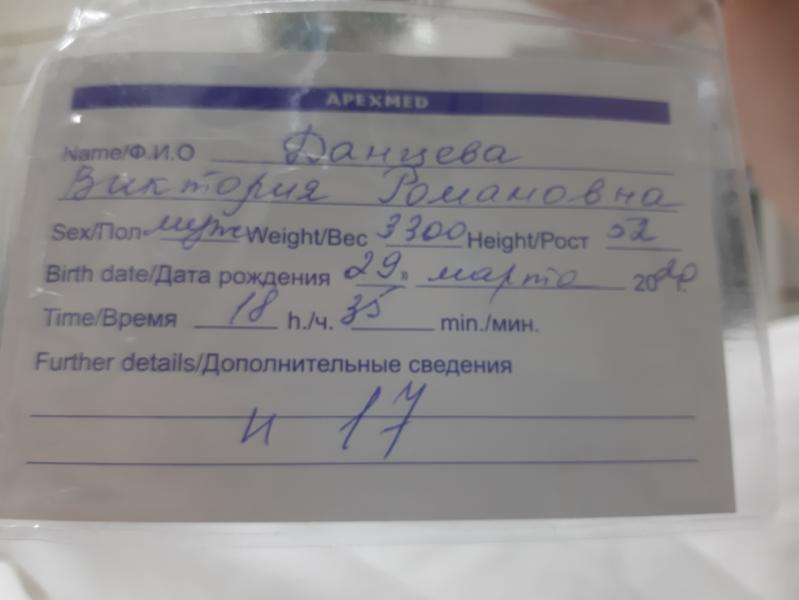 APEXMED
Name/Ф.И.О Данцева
Виктория Романовна
Sex/Пол муж Weight/Вес 3300 Height/Рост 52
Birth date/Дата рождения 29 » марта 2020 г.
Time/Время 18 h./ч. 35 min./мин.
Further details/Дополнительные сведения
и 17